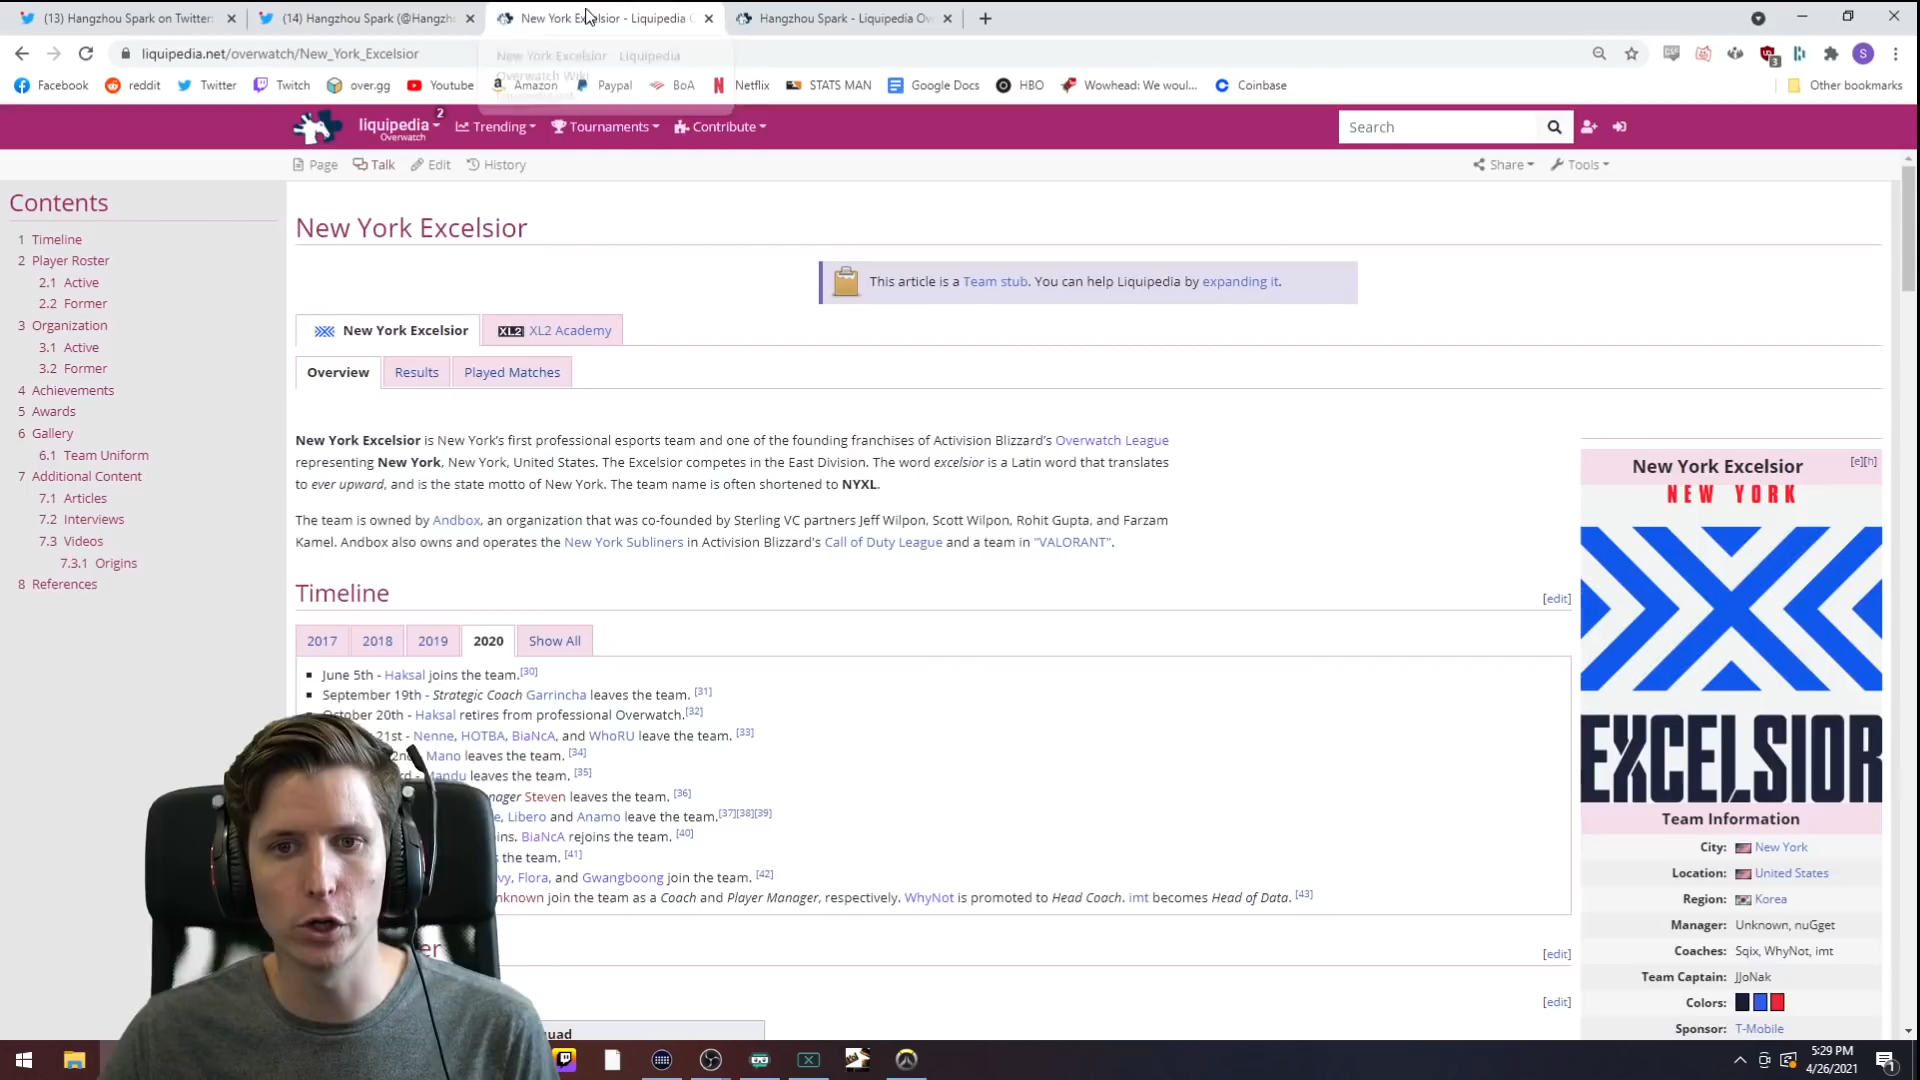 (13) Hangzhou Spark on Twitter:
(14) Hangzhou Spark (@Hangzh
New York Excelsior - Liquipedia O
Hangzhou Spark - Liquipedia Ov
liquipedia.net/overwatch/New_York_Excelsior
New York Excelsior - Liquipedia
Overwatch Wiki
Facebook reddit Twitter Twitch over.gg Youtube Amazon Paypal BoA Netflix STATS MAN Google Docs HBO Wowhead: We woul... Coinbase Other bookmarks
liquipedia Overwatch 2 Trending Tournaments Contribute Search
Page Talk Edit History Share Tools
Contents
1 Timeline
2 Player Roster
2.1 Active
2.2 Former
3 Organization
3.1 Active
3.2 Former
4 Achievements
5 Awards
6 Gallery
6.1 Team Uniform
7 Additional Content
7.1 Articles
7.2 Interviews
7.3 Videos
7.3.1 Origins
8 References
New York Excelsior
This article is a Team stub. You can help Liquipedia by expanding it.
New York Excelsior XL2 XL2 Academy
Overview Results Played Matches
New York Excelsior is New York's first professional esports team and one of the founding franchises of Activision Blizzard's Overwatch League
representing New York, New York, United States. The Excelsior competes in the East Division. The word excelsior is a Latin word that translates
to ever upward, and is the state motto of New York. The team name is often shortened to NYXL.
The team is owned by Andbox, an organization that was co-founded by Sterling VC partners Jeff Wilpon, Scott Wilpon, Rohit Gupta, and Farzam
Kamel. Andbox also owns and operates the New York Subliners in Activision Blizzard's Call of Duty League and a team in "VALORANT".
Timeline [edit]
2017 2018 2019 2020 Show All
June 5th - Haksal joins the team.[30]
September 19th - Strategic Coach Garrincha leaves the team. [31]
October 20th - Haksal retires from professional Overwatch.[32]
21st - Nenne, HOTBA, BiaNcA, and WhoRU leave the team. [33]
2nd - Mano leaves the team. [34]
rd - Mandu leaves the team. [35]
nager Steven leaves the team. [36]
e, Libero and Anamo leave the team.[37][38][39]
ins. BiaNcA rejoins the team. [40]
s the team. [41]
vy, Flora, and Gwangboong join the team. [42]
nknown join the team as a Coach and Player Manager, respectively. WhyNot is promoted to Head Coach. imt becomes Head of Data. [43]
er [edit]
[edit]
uad
New York Excelsior [e][h]
NEW YORK
EXCELSIOR
Team Information
City: New York
Location: United States
Region: Korea
Manager: Unknown, nuGget
Coaches: Sqix, WhyNot, imt
Team Captain: JJoNak
Colors:
Sponsor: T-Mobile
5:29 PM
4/26/2021